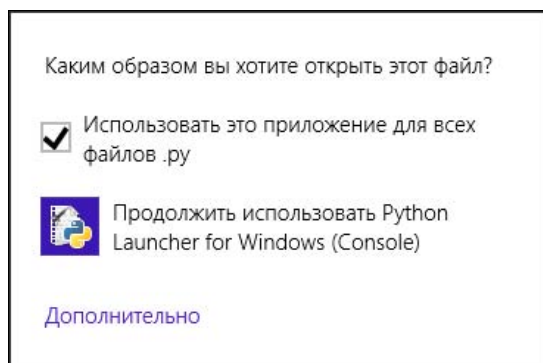 Каким образом вы хотите открыть этот файл?
Использовать это приложение для всех
файлов .py
Продолжить использовать Python
Launcher for Windows (Console)
Дополнительно